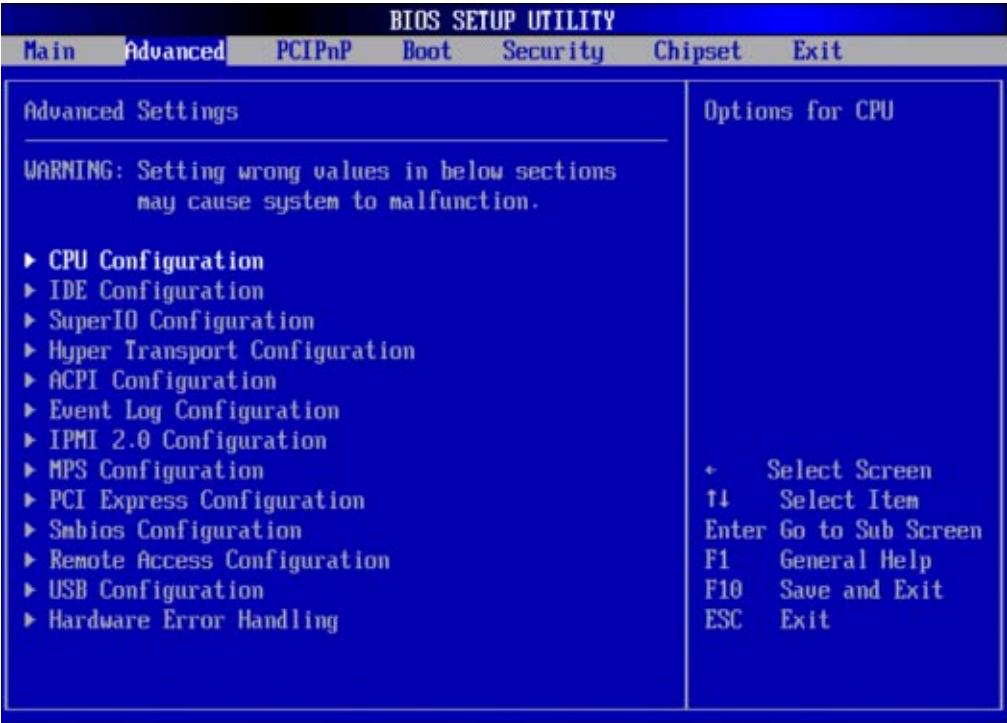 BIOS SETUP UTILITY
Main Advanced PCIPnP Boot Security Chipset Exit
Advanced Settings
WARNING: Setting wrong values in below sections
may cause system to malfunction.
CPU Configuration
IDE Configuration
SuperIO Configuration
Hyper Transport Configuration
ACPI Configuration
Event Log Configuration
IPMI 2.0 Configuration
MPS Configuration
PCI Express Configuration
Smbios Configuration
Remote Access Configuration
USB Configuration
Hardware Error Handling
Options for CPU
← Select Screen
↑↓ Select Item
Enter Go to Sub Screen
F1 General Help
F10 Save and Exit
ESC Exit